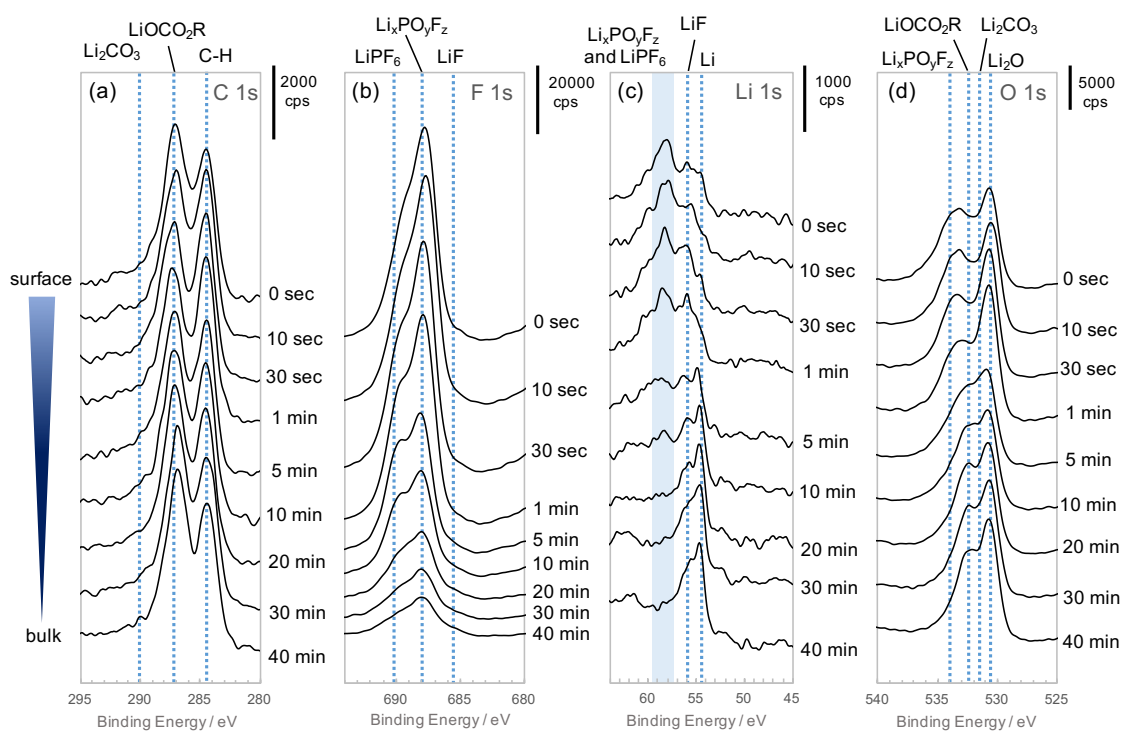 LiOCO₂R
Li₂CO₃
C-H
(a)
C 1s
2000
cps
0 sec
10 sec
30 sec
1 min
5 min
10 min
20 min
30 min
40 min
295
290
285
280
Binding Energy / eV
surface
bulk
LiₓPOᵧF_z
LiPF₆
LiF
(b)
F 1s
20000
cps
0 sec
10 sec
30 sec
1 min
5 min
10 min
20 min
30 min
40 min
690
685
680
Binding Energy / eV
LiₓPOᵧF_z
and LiPF₆
LiF
Li
(c)
Li 1s
1000
cps
0 sec
10 sec
30 sec
1 min
5 min
10 min
20 min
30 min
40 min
60
55
50
45
Binding Energy / eV
LiOCO₂R
Li₂CO₃
LiₓPOᵧF_z
Li₂O
(d)
O 1s
5000
cps
0 sec
10 sec
30 sec
1 min
5 min
10 min
20 min
30 min
40 min
540
535
530
525
Binding Energy / eV